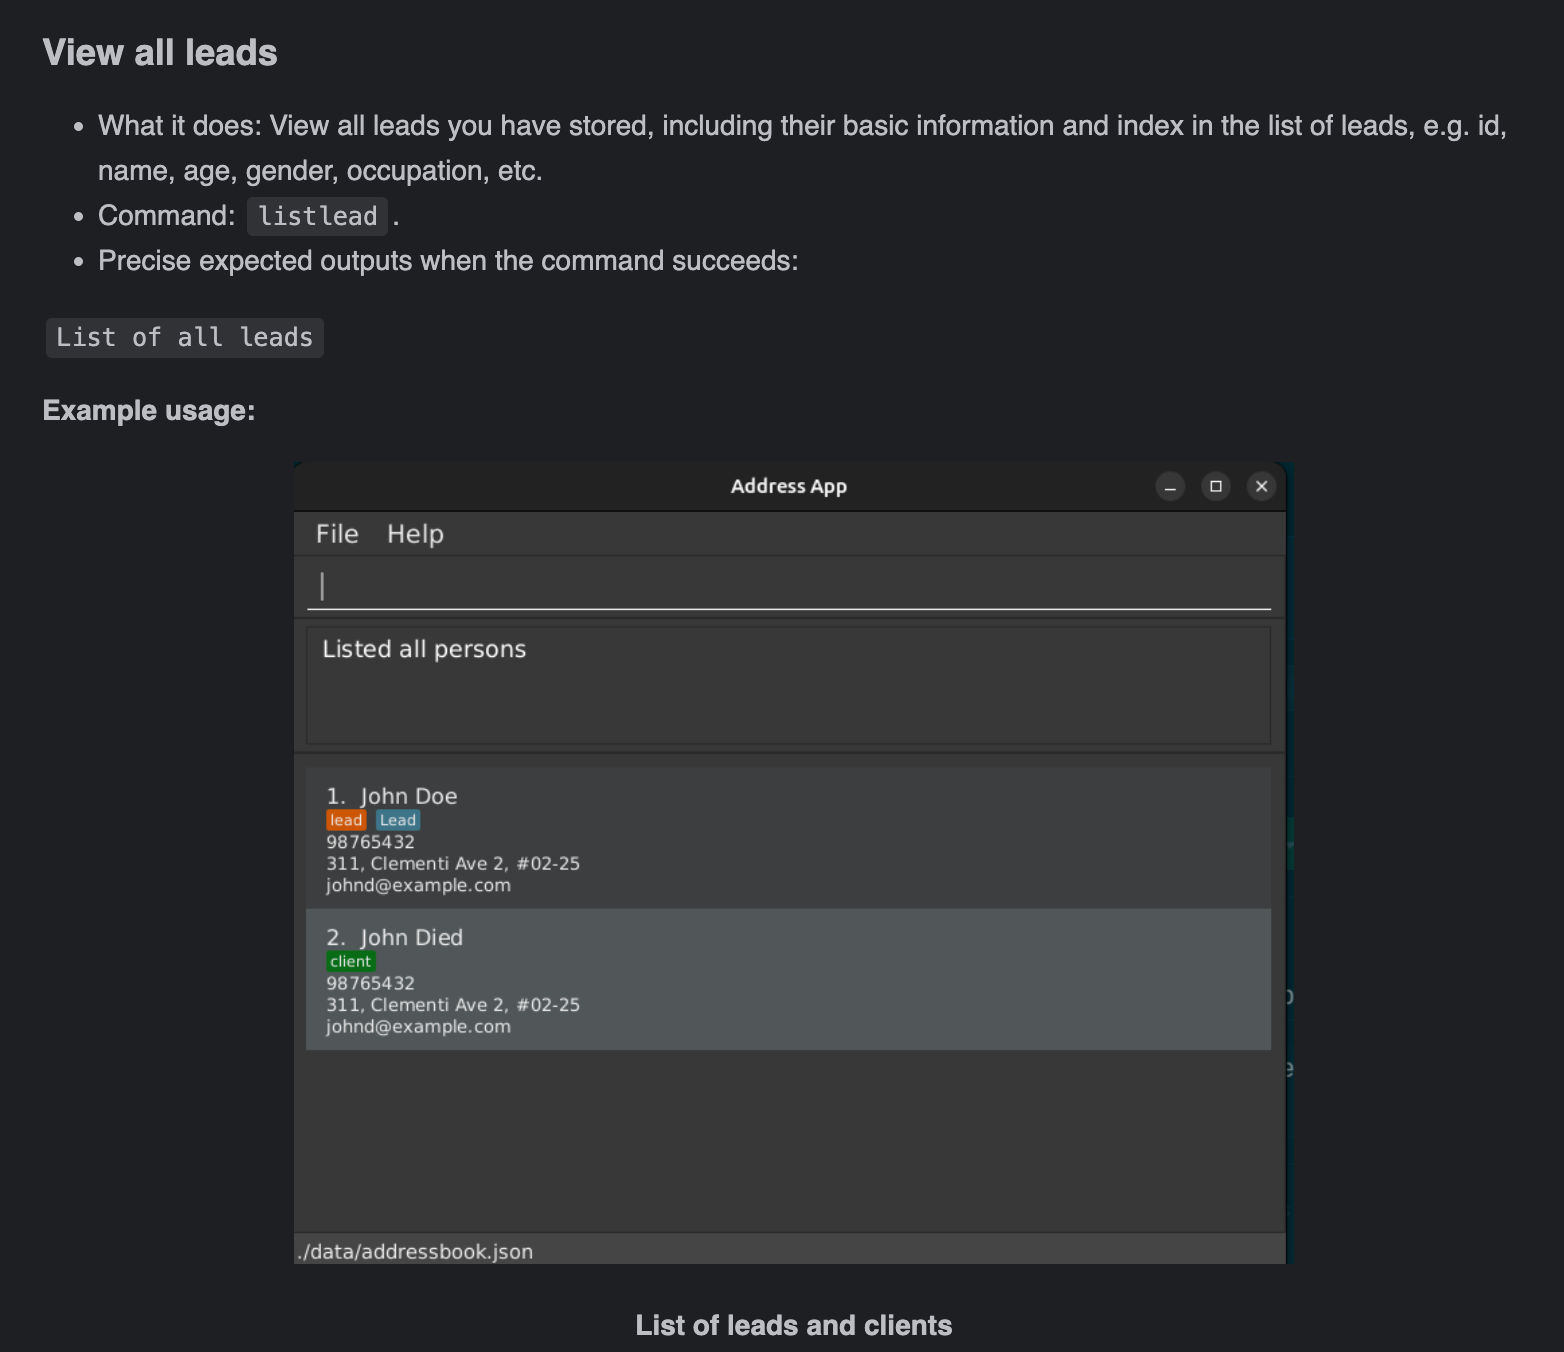 View all leads
• What it does: View all leads you have stored, including their basic information and index in the list of leads, e.g. id,
name, age, gender, occupation, etc.
• Command: listlead .
• Precise expected outputs when the command succeeds:
List of all leads
Example usage:
Address App
File Help
Listed all persons
1. John Doe
lead Lead
98765432
311, Clementi Ave 2, #02-25
johnd@example.com
2. John Died
client
98765432
311, Clementi Ave 2, #02-25
johnd@example.com
./data/addressbook.json
List of leads and clients